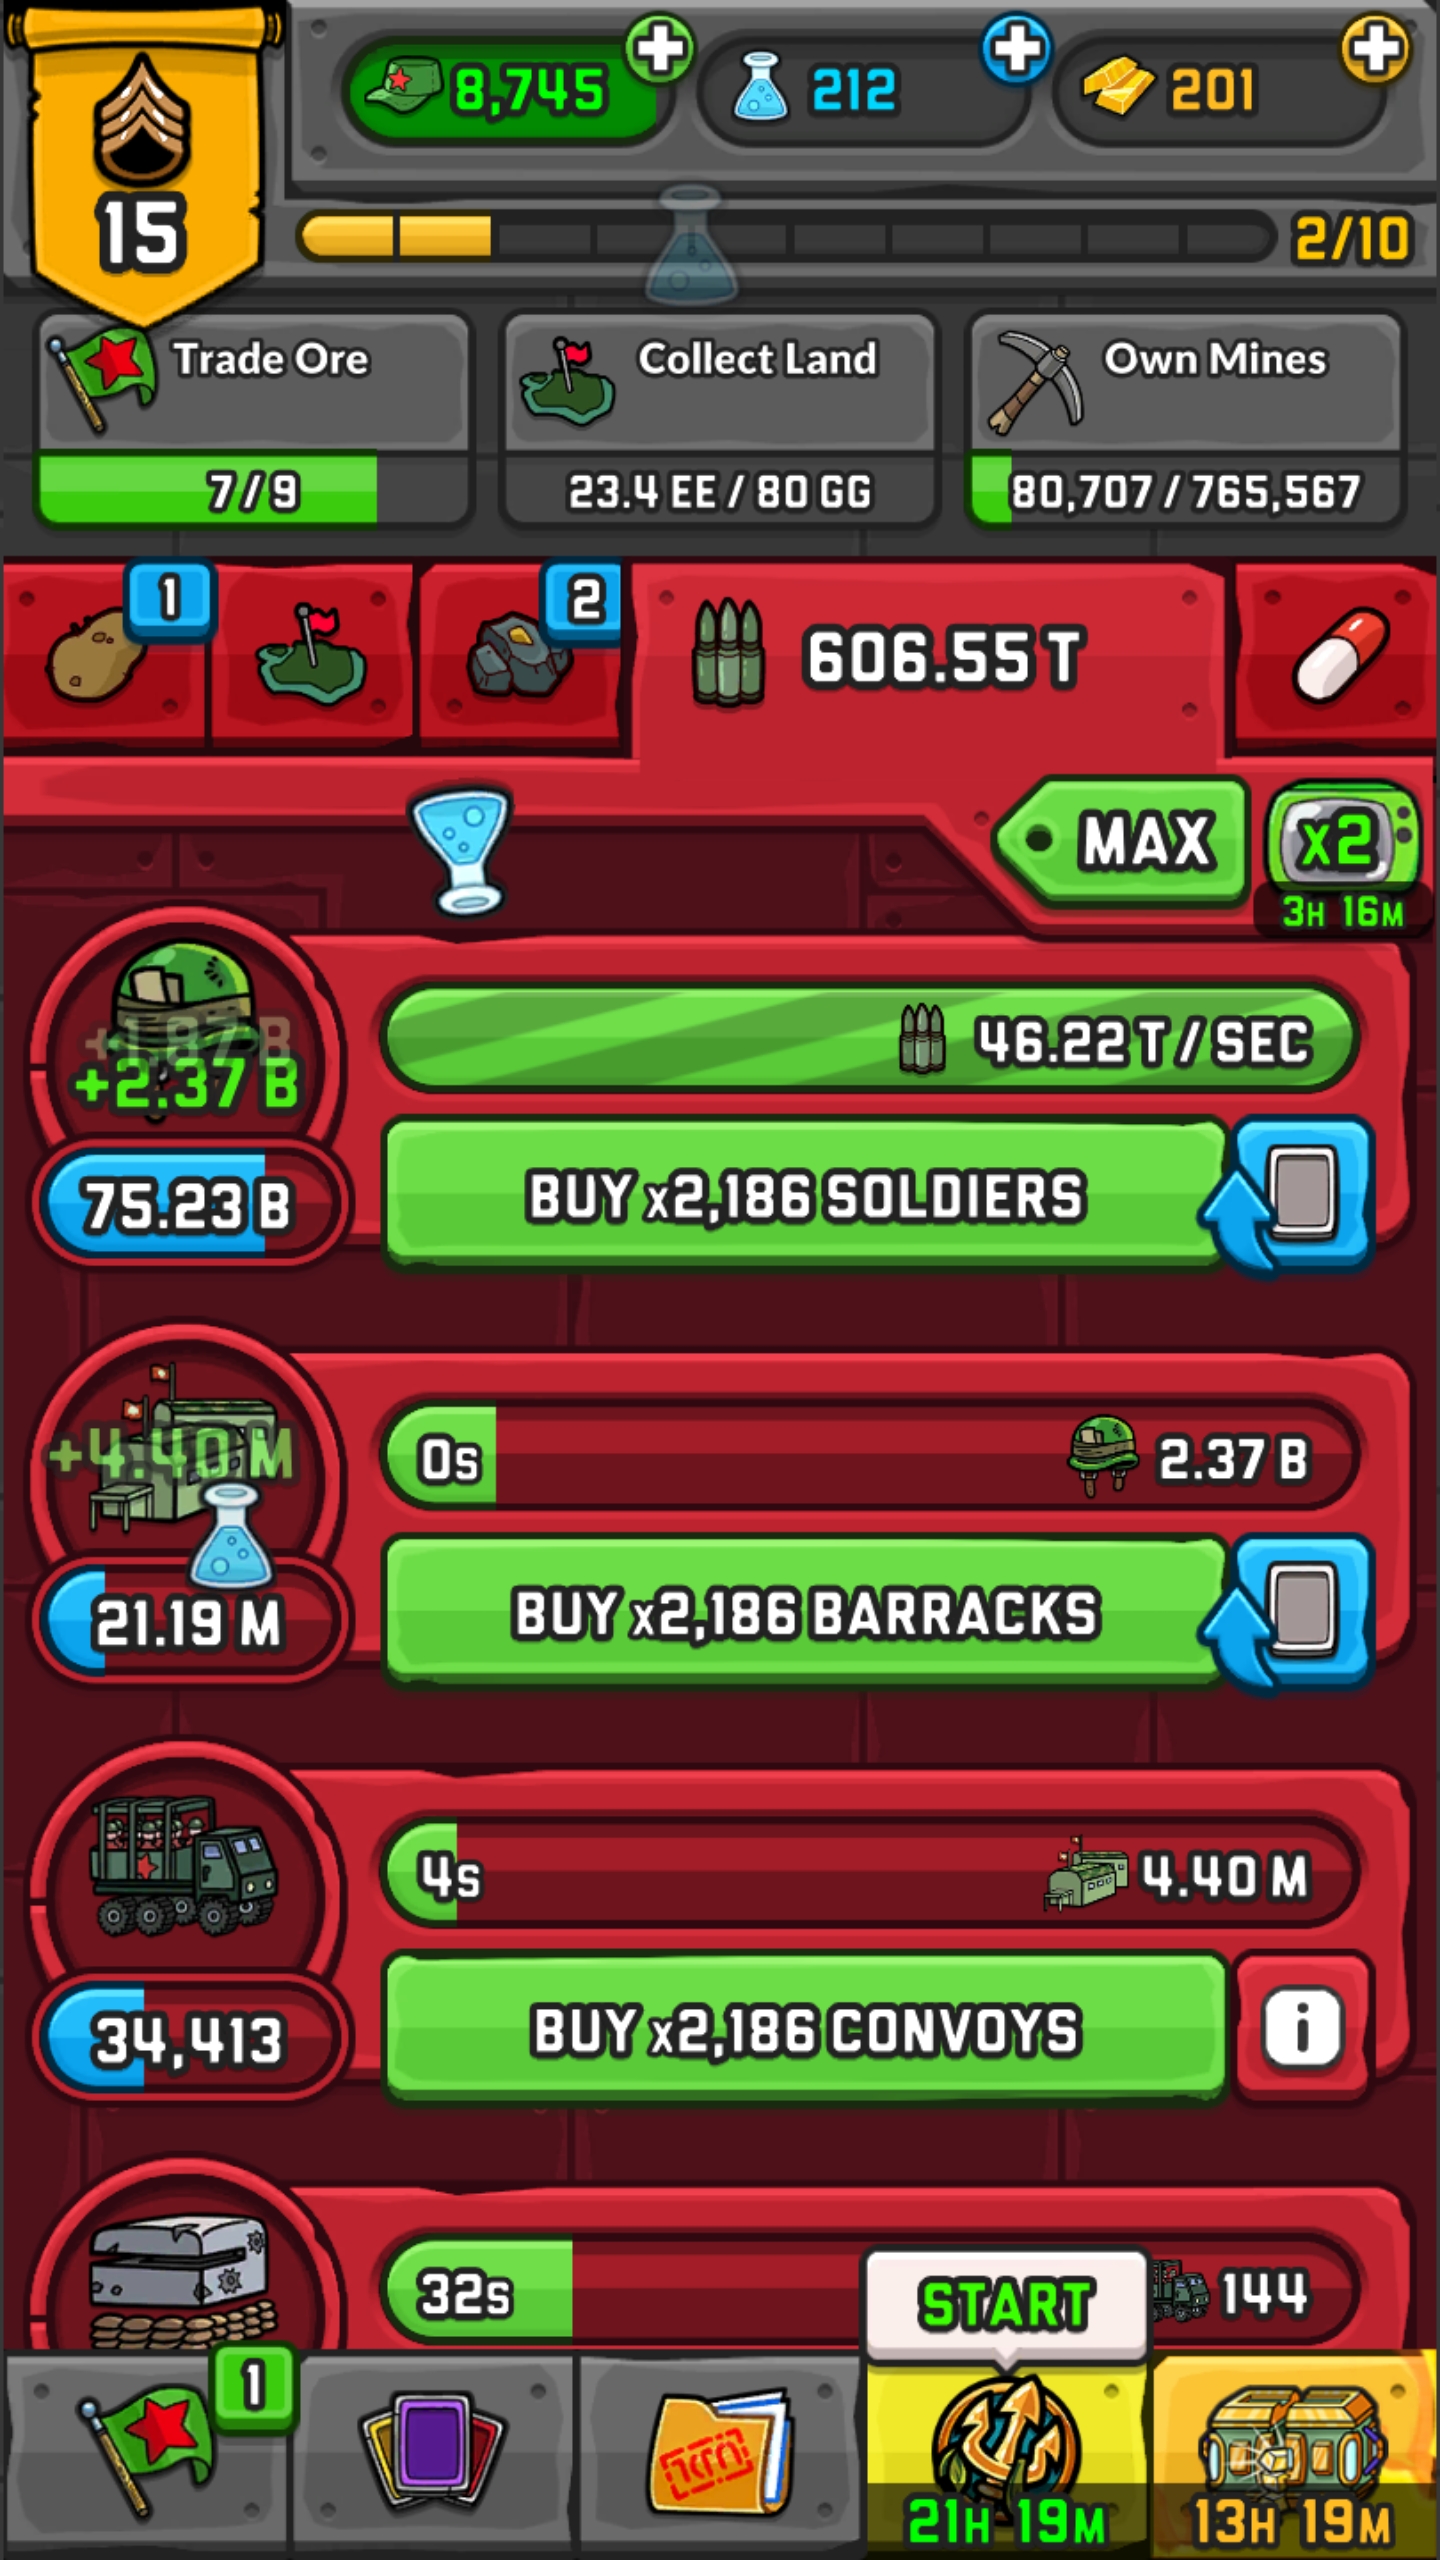 8,745
212
201
15
2/10
Trade Ore
Collect Land
Own Mines
7/9
23.4 EE / 80 GG
80,707 / 765,567
1
2
606.55 T
MAX
x2
3H 16M
+1.87 B
+2.37 B
46.22 T / SEC
75.23 B
BUY x2,186 SOLDIERS
+4.40 M
0s
2.37 B
21.19 M
BUY x2,186 BARRACKS
4s
4.40 M
34,413
BUY x2,186 CONVOYS
i
32s
144
START
1
21H 19M
13H 19M